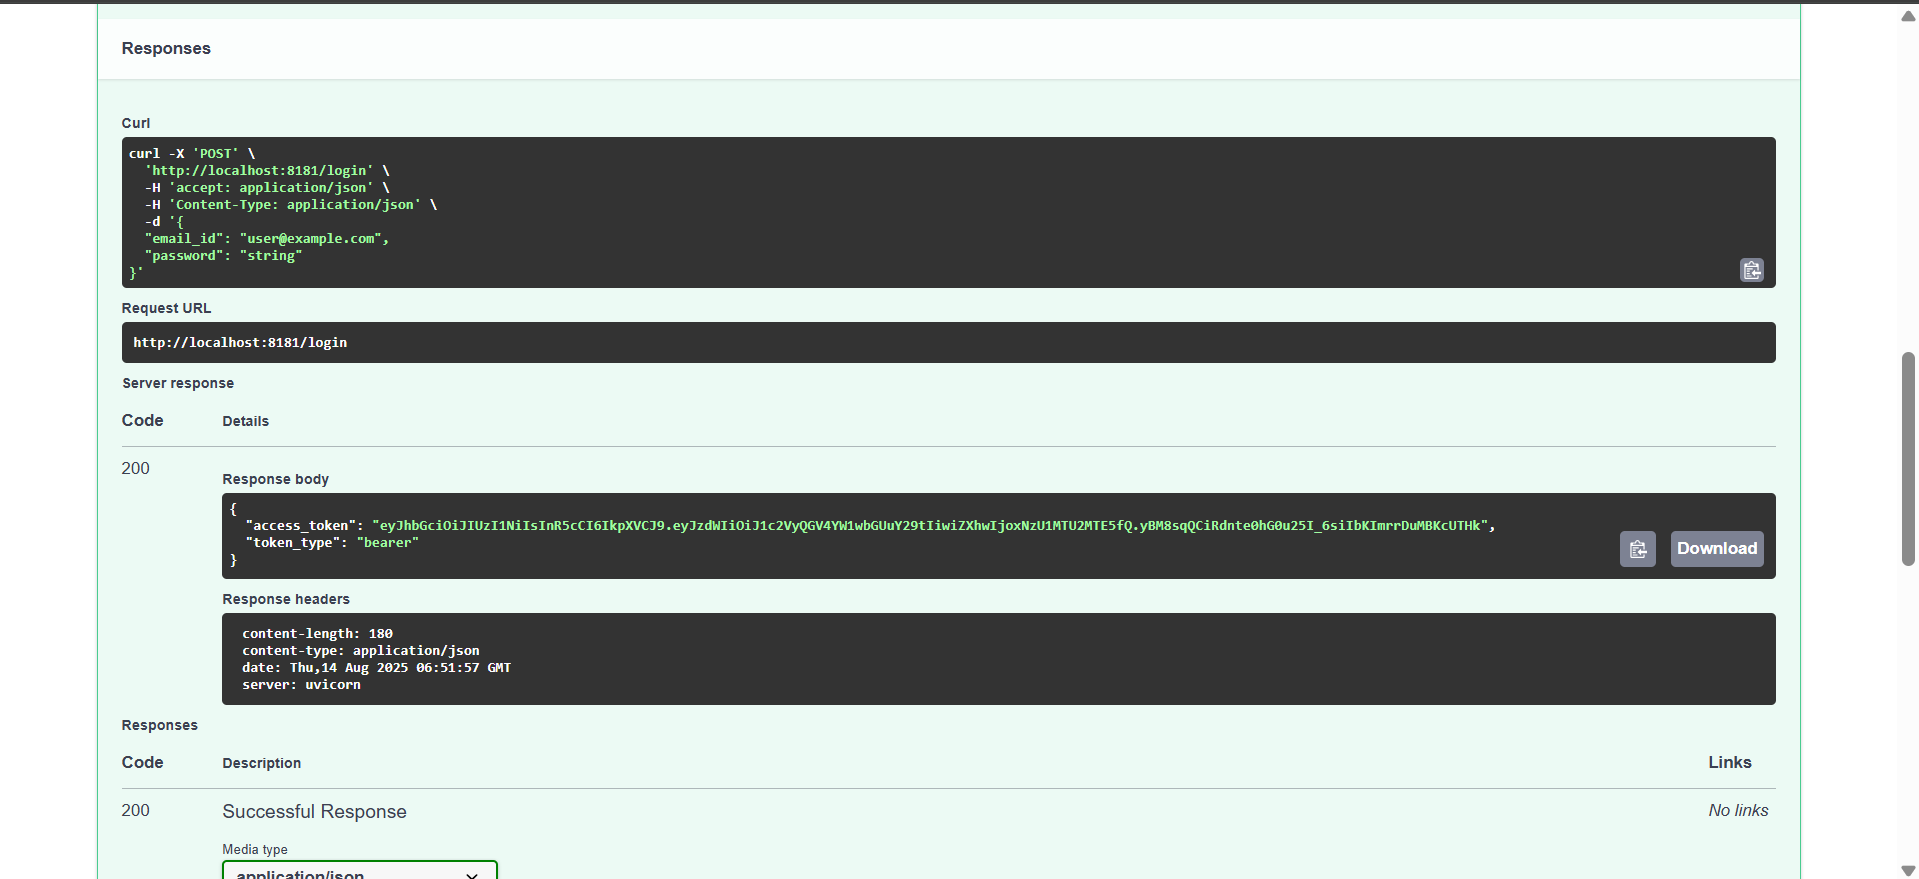 Responses
Curl
curl -X 'POST' \
'http://localhost:8181/login' \
-H 'accept: application/json' \
-H 'Content-Type: application/json' \
-d '{
"email_id": "user@example.com",
"password": "string"
}'
Request URL
http://localhost:8181/login
Server response
Code Details
200
Response body
{
"access_token": "eyJhbGciOiJIUzI1NiIsInR5cCI6IkpXVCJ9.eyJzdWIiOiJ1c2VyQGV4YW1wbGUuY29tIiwiZXhwIjoxNzU1MTU2MTE5fQ.yBM8sqQCiRdnte0hG0u25I_6siIbKImrrDuMBKcUTHk",
"token_type": "bearer"
}
Download
Response headers
content-length: 180
content-type: application/json
date: Thu,14 Aug 2025 06:51:57 GMT
server: uvicorn
Responses
Code Description Links
200 Successful Response No links
Media type
application/json